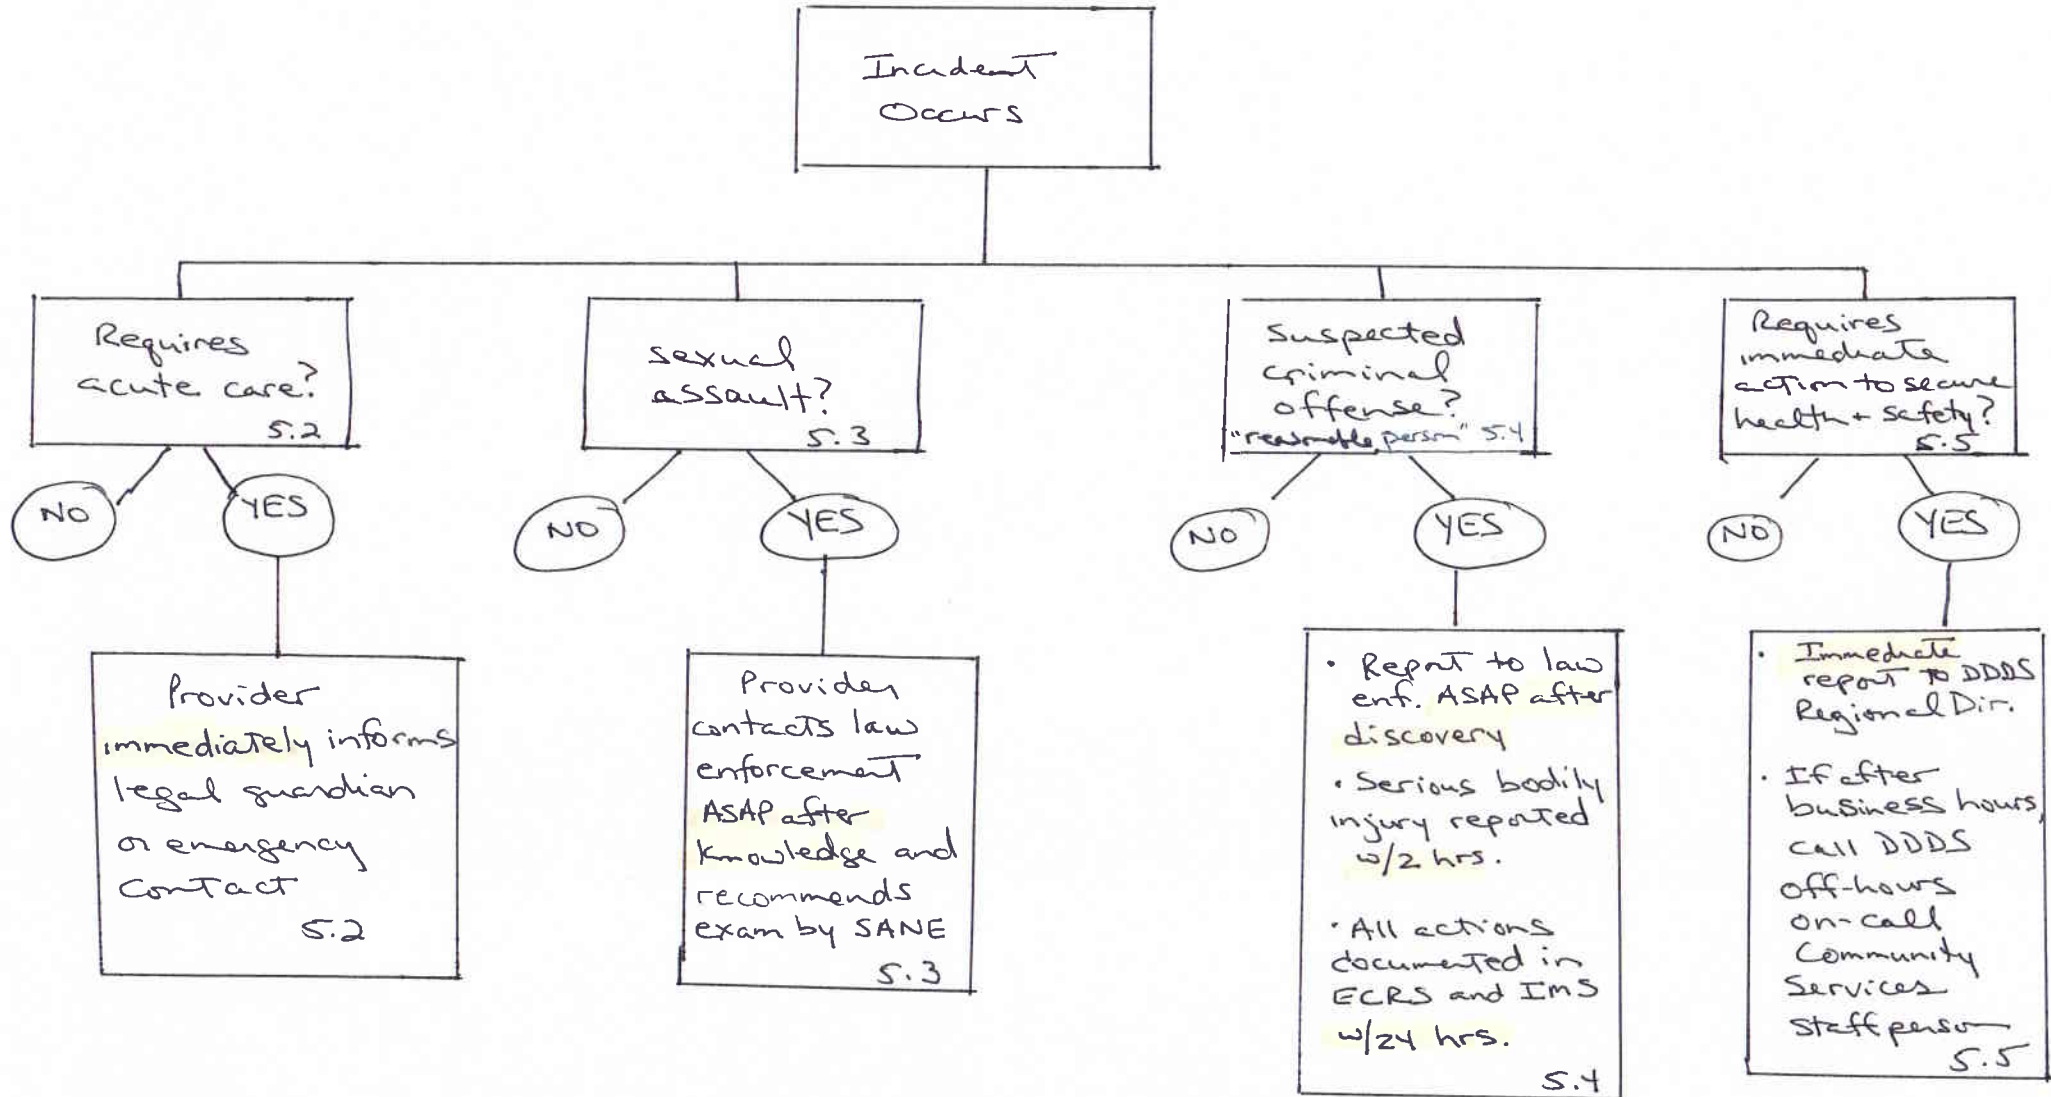 Incident
Occurs
Requires
acute care?
5.2
NO
YES
Provider
immediately informs
legal guardian
or emergency
contact
5.2
sexual
assault?
5.3
NO
YES
Provider
contacts law
enforcement
ASAP after
knowledge and
recommends
exam by SANE
5.3
Suspected
criminal
offense?
"reasonable person" 5.4
NO
YES
• Report to law
enf. ASAP after
discovery
• Serious bodily
injury reported
w/2 hrs.
• All actions
documented in
ECRS and IMS
w/24 hrs.
5.4
Requires
immediate
action to secure
health + safety?
5.5
NO
YES
• Immediate
report to DDDS
Regional Dir.
• If after
business hours,
call DDDS
off-hours
on-call
Community
Services
staff person
5.5